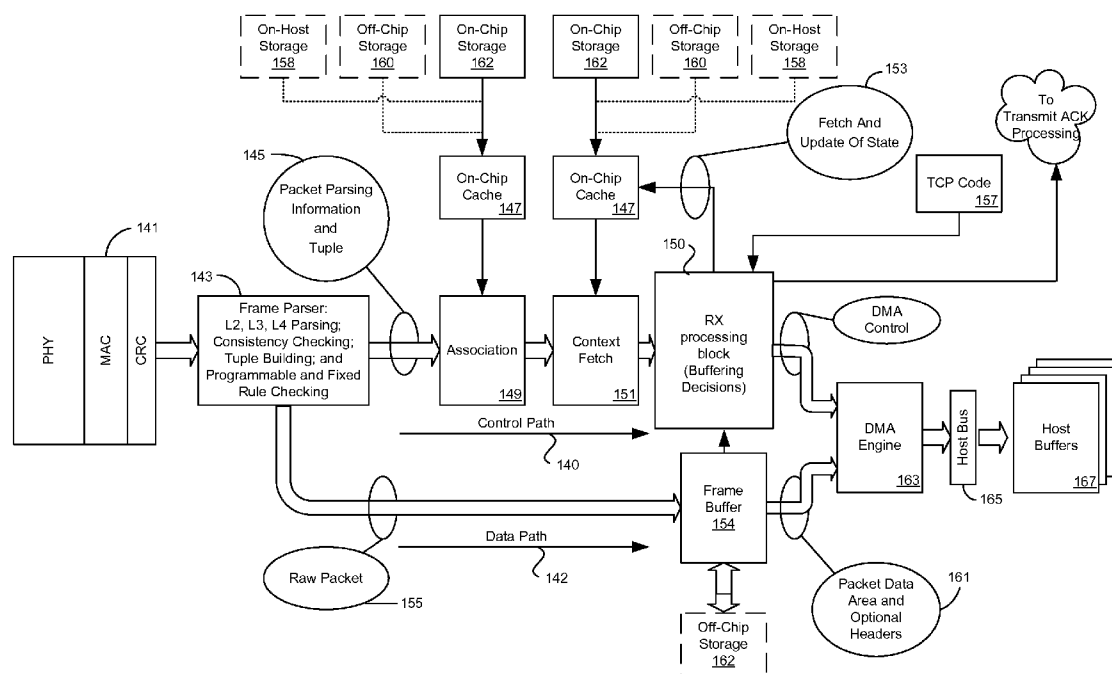 On-Host
Storage
158
Off-Chip
Storage
160
On-Chip
Storage
162
On-Chip
Storage
162
Off-Chip
Storage
160
On-Host
Storage
158
153
Fetch And
Update Of State
To
Transmit ACK
Processing
145
Packet Parsing
Information
and
Tuple
On-Chip
Cache
147
On-Chip
Cache
147
TCP Code
157
141
PHY
MAC
CRC
143
Frame Parser:
L2, L3, L4 Parsing;
Consistency Checking;
Tuple Building; and
Programmable and Fixed
Rule Checking
Association
149
Context
Fetch
151
150
RX
processing
block
(Buffering
Decisions)
DMA
Control
Control Path
140
DMA
Engine
163
Host Bus
165
Host
Buffers
167
Frame
Buffer
154
Data Path
142
Raw Packet
155
Packet Data
Area and
Optional
Headers
161
Off-Chip
Storage
162